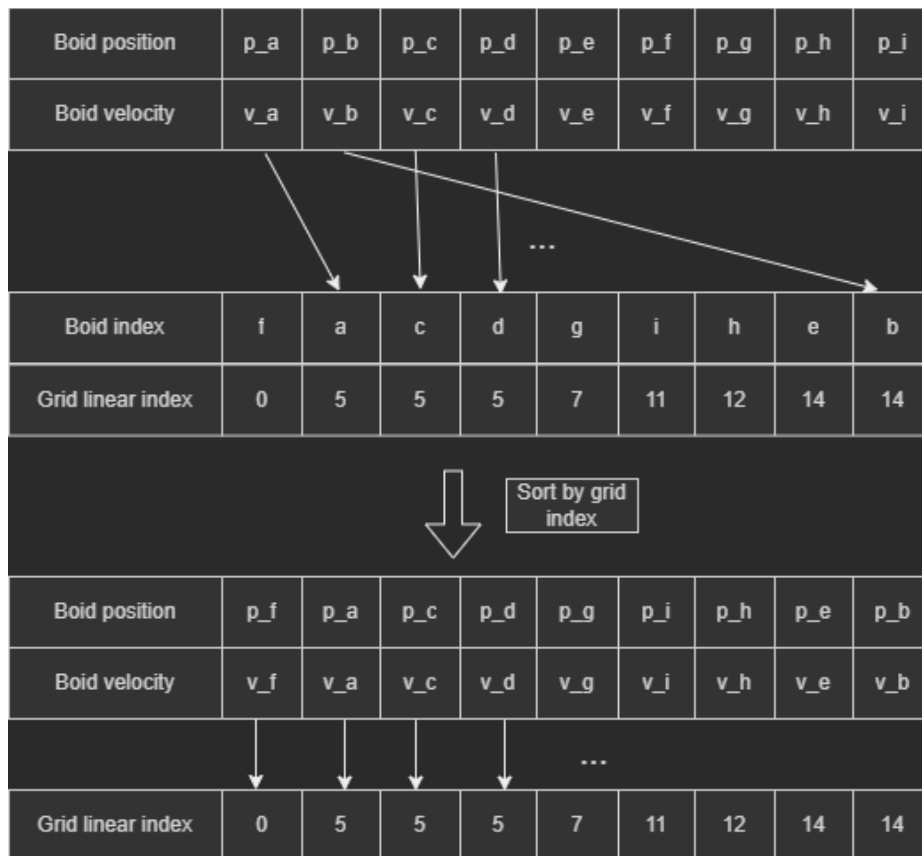 Boid position p_a p_b p_c p_d p_e p_f p_g p_h p_i
Boid velocity v_a v_b v_c v_d v_e v_f v_g v_h v_i
...
Boid index f a c d g i h e b
Grid linear index 0 5 5 5 7 11 12 14 14
Sort by grid
index
Boid position p_f p_a p_c p_d p_g p_i p_h p_e p_b
Boid velocity v_f v_a v_c v_d v_g v_i v_h v_e v_b
...
Grid linear index 0 5 5 5 7 11 12 14 14